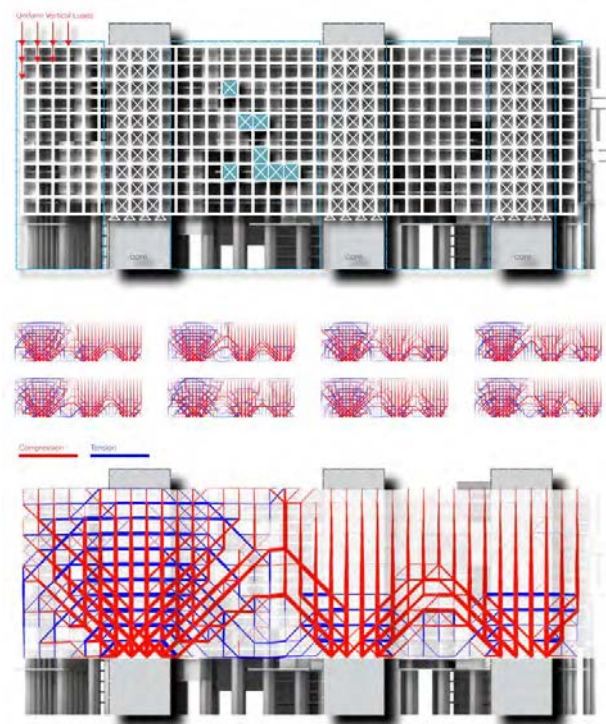 Uniform Vertical Loads
core
core
core
Compression
Tension